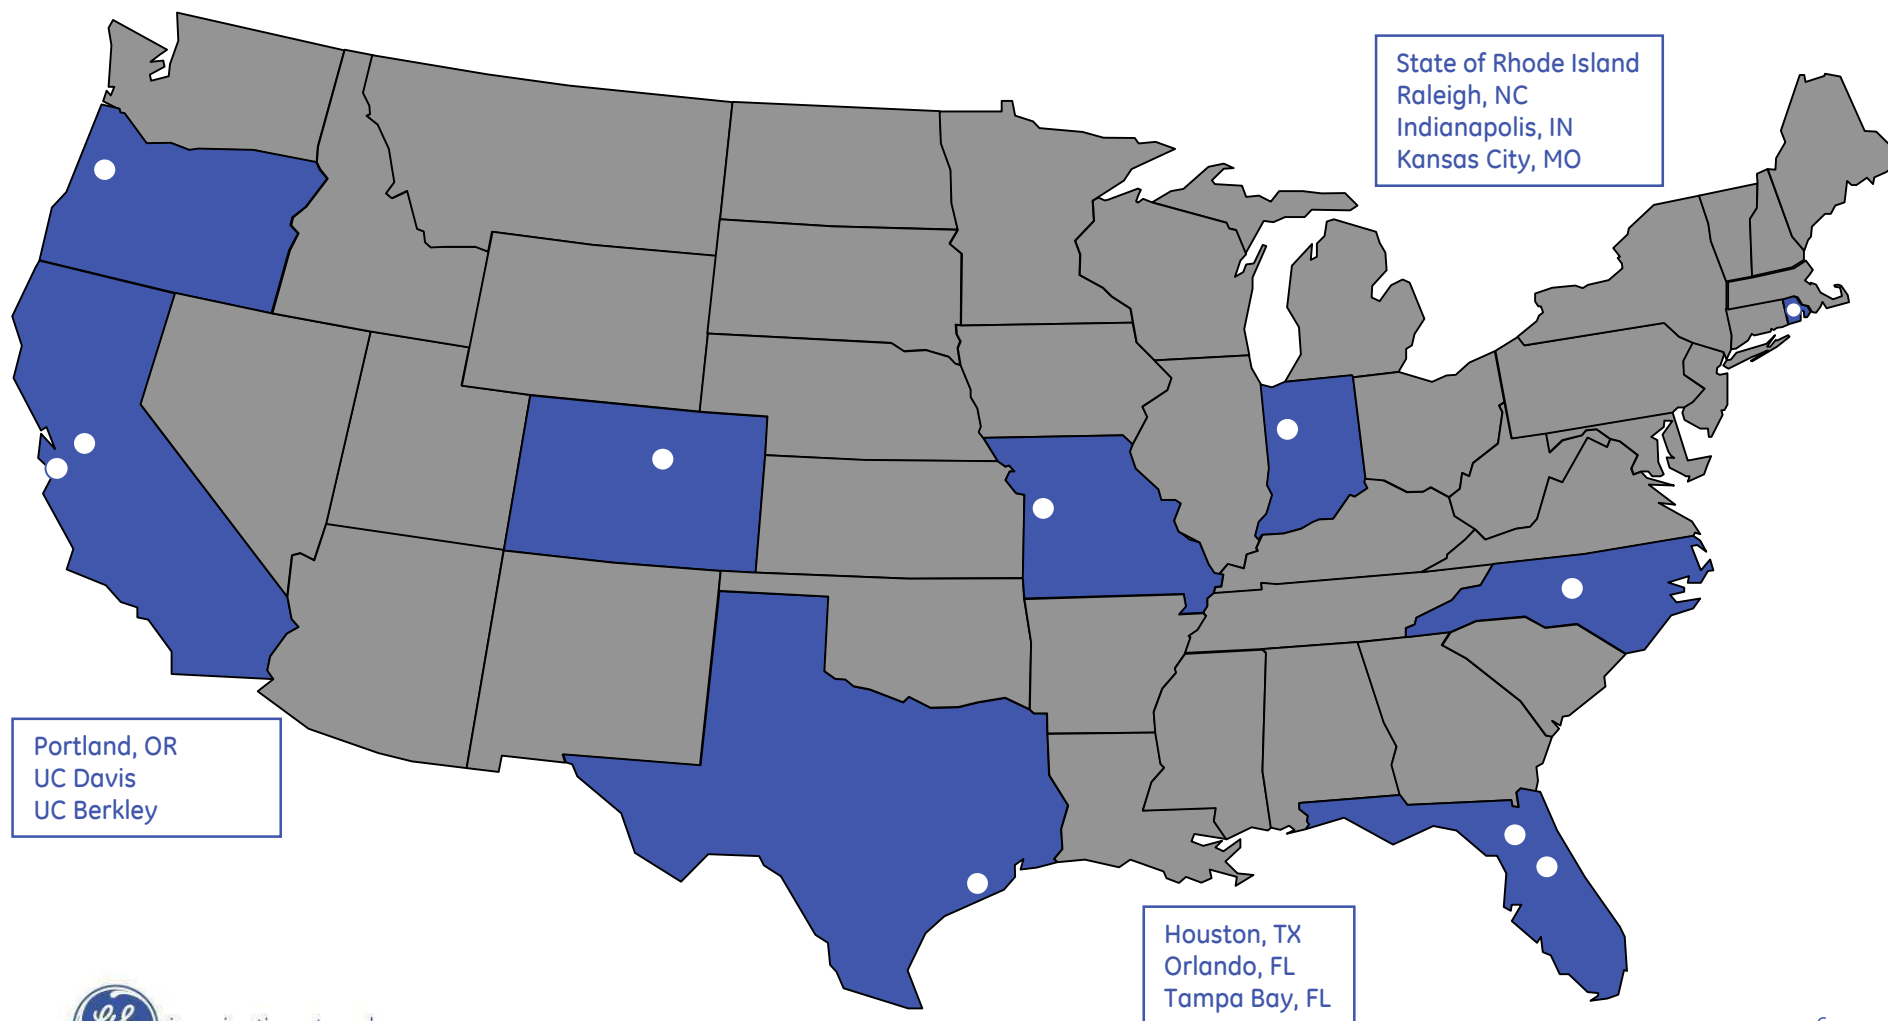 State of Rhode Island
Raleigh, NC
Indianapolis, IN
Kansas City, MO
Portland, OR
UC Davis
UC Berkley
Houston, TX
Orlando, FL
Tampa Bay, FL